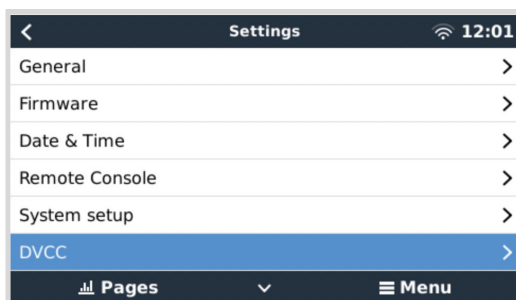 Settings 12:01
General
Firmware
Date & Time
Remote Console
System setup
DVCC
Pages Menu